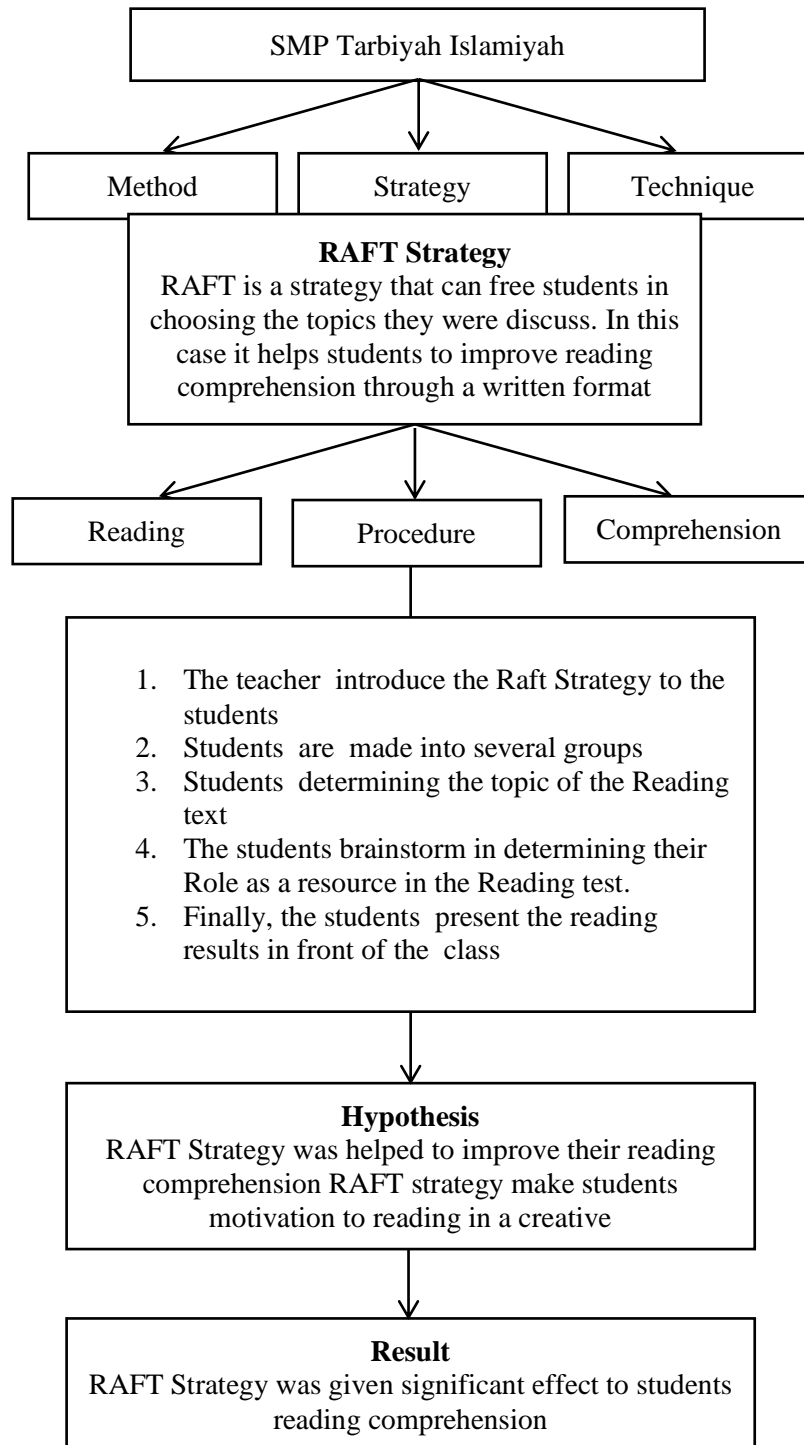 SMP Tarbiyah Islamiyah
Method
Strategy
Technique
RAFT Strategy
RAFT is a strategy that can free students in
choosing the topics they were discuss. In this
case it helps students to improve reading
comprehension through a written format
Reading
Procedure
Comprehension
1. The teacher introduce the Raft Strategy to the
students
2. Students are made into several groups
3. Students determining the topic of the Reading
text
4. The students brainstorm in determining their
Role as a resource in the Reading test.
5. Finally, the students present the reading
results in front of the class
Hypothesis
RAFT Strategy was helped to improve their reading
comprehension RAFT strategy make students
motivation to reading in a creative
Result
RAFT Strategy was given significant effect to students
reading comprehension